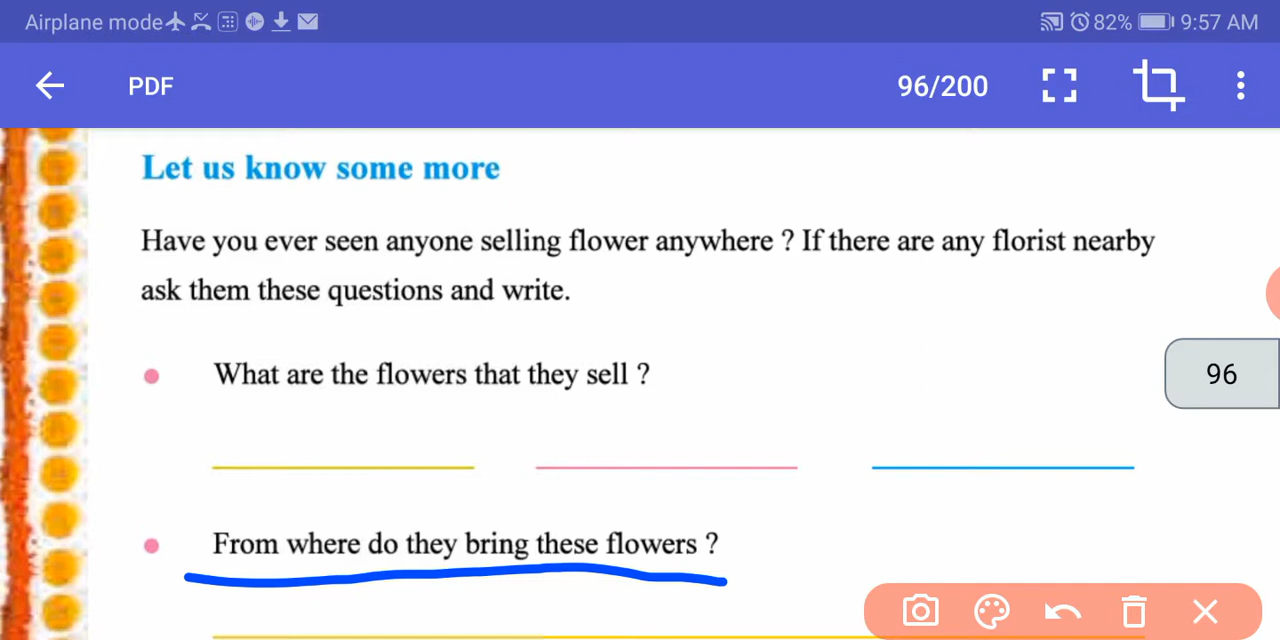 Airplane mode 82% 9:57 AM
PDF 96/200
Let us know some more
Have you ever seen anyone selling flower anywhere ? If there are any florist nearby
ask them these questions and write.
What are the flowers that they sell ?
96
From where do they bring these flowers ?